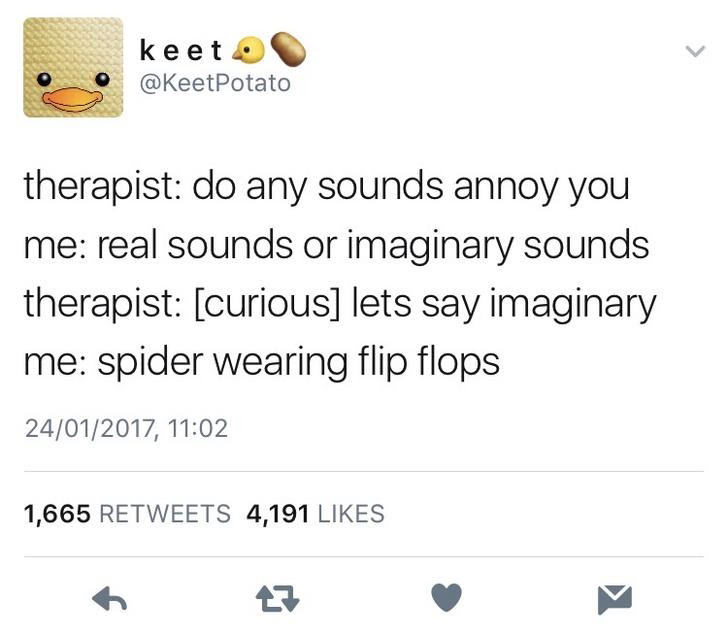 keet 🐤🥔
@KeetPotato
therapist: do any sounds annoy you
me: real sounds or imaginary sounds
therapist: [curious] lets say imaginary
me: spider wearing flip flops
24/01/2017, 11:02
1,665 RETWEETS 4,191 LIKES